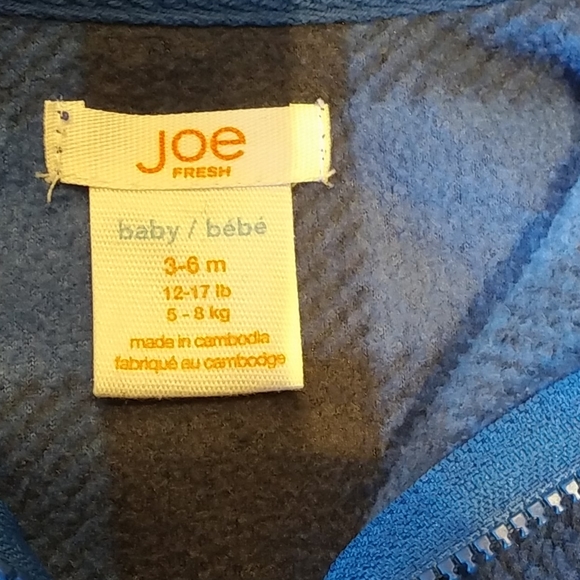 Joe
FRESH
baby / bébé
3-6 m
12-17 lb
5 - 8 kg
made in cambodia
fabriqué au cambodge